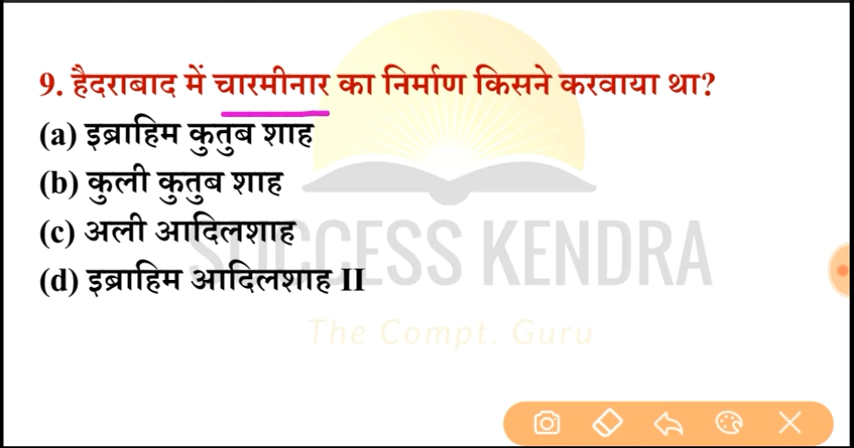 9. हैदराबाद में चारमीनार का निर्माण किसने करवाया था?
(a) इब्राहिम कुतुब शाह
(b) कुली कुतुब शाह
(c) अली आदिलशाह
(d) इब्राहिम आदिलशाह II
SUCCESS KENDRA
The Compt. Guru